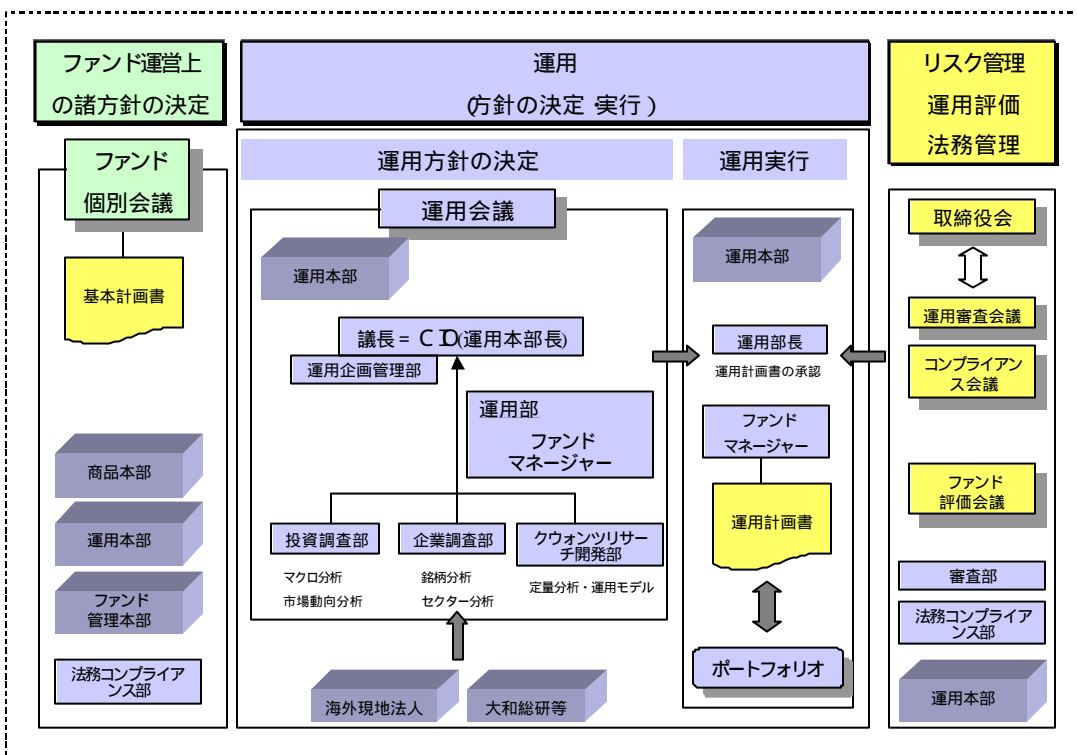 ファンド運営上
の諸方針の決定
運用
(方針の決定・実行)
リスク管理
運用評価
法務管理
ファンド
個別会議
基本計画書
商品本部
運用本部
ファンド
管理本部
法務コンプライア
ンス部
運用方針の決定
運用会議
運用本部
議長=CIO(運用本部長)
運用企画管理部
運用部
ファンド
マネージャー
投資調査部
企業調査部
クウォンツリサー
チ開発部
マクロ分析
市場動向分析
銘柄分析
セクター分析
定量分析・運用モデル
海外現地法人
大和総研等
運用実行
運用本部
運用部長
運用計画書の承認
ファンド
マネージャー
運用計画書
ポートフォリオ
取締役会
運用審査会議
コンプライアン
ス会議
ファンド
評価会議
審査部
法務コンプライア
ンス部
運用本部